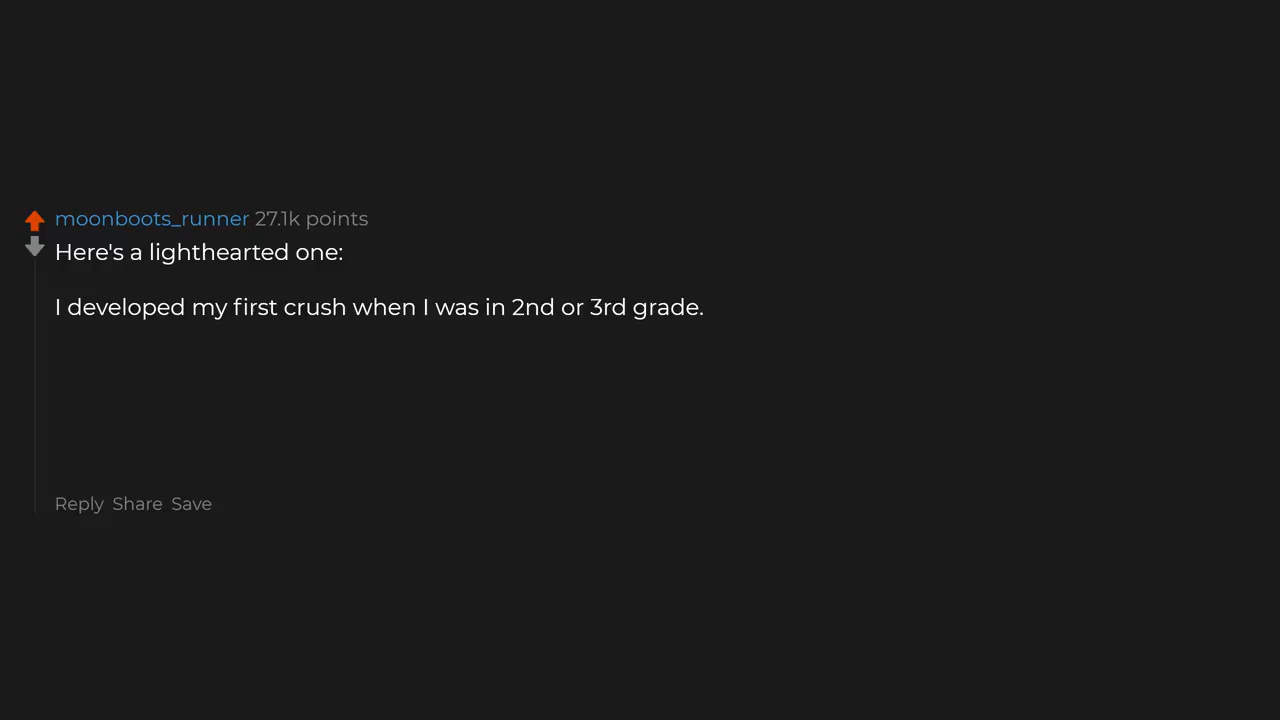 moonboots_runner 27.1k points
Here's a lighthearted one:
I developed my first crush when I was in 2nd or 3rd grade.
Reply Share Save